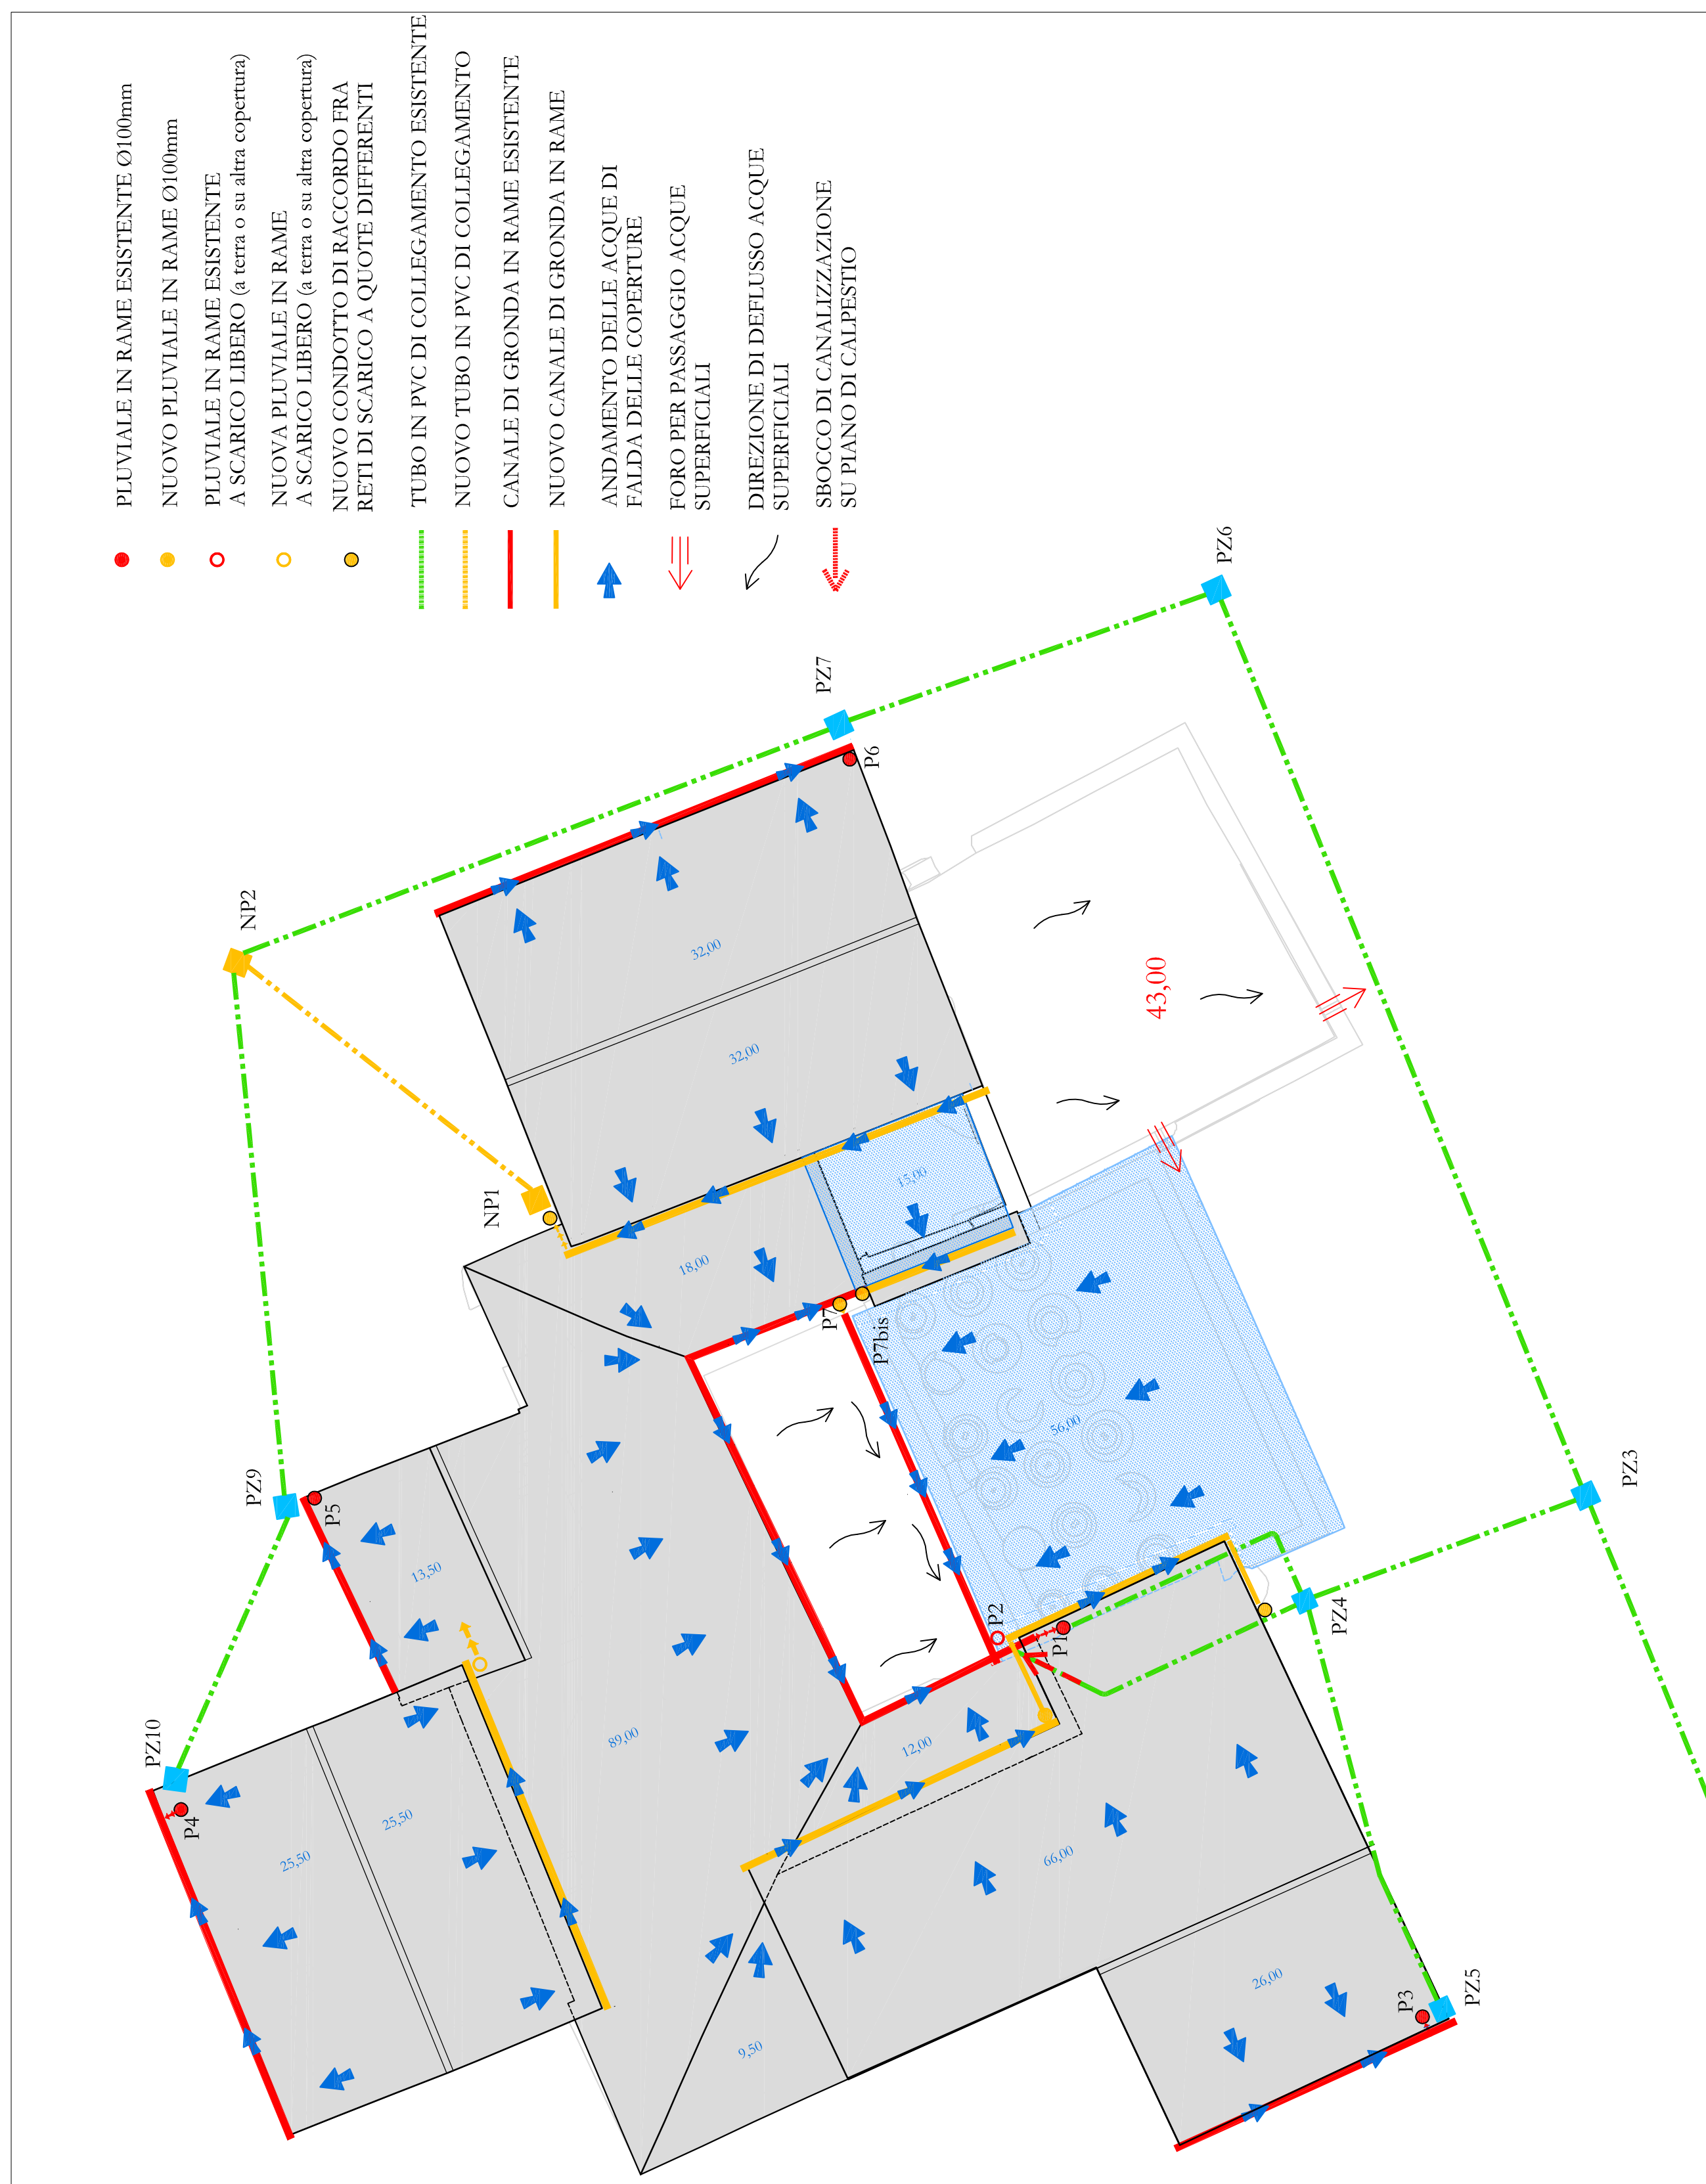 PLUVIALE IN RAME ESISTENTE Ø100mm
NUOVO PLUVIALE IN RAME Ø100mm
PLUVIALE IN RAME ESISTENTE
A SCARICO LIBERO (a terra o su altra copertura)
NUOVA PLUVIALE IN RAME
A SCARICO LIBERO (a terra o su altra copertura)
NUOVO CONDOTTO DI RACCORDO FRA
RETI DI SCARICO A QUOTE DIFFERENTI
TUBO IN PVC DI COLLEGAMENTO ESISTENTE
NUOVO TUBO IN PVC DI COLLEGAMENTO
CANALE DI GRONDA IN RAME ESISTENTE
NUOVO CANALE DI GRONDA IN RAME
ANDAMENTO DELLE ACQUE DI
FALDA DELLE COPERTURE
FORO PER PASSAGGIO ACQUE
SUPERFICIALI
DIREZIONE DI DEFLUSSO ACQUE
SUPERFICIALI
SBOCCO DI CANALIZZAZIONE
SU PIANO DI CALPESTIO
PZ6
PZ7
P6
NP2
32,00
43,00
32,00
NP1
15,00
18,00
P7
P7bis
PZ9
P5
13,50
56,00
PZ3
P2
P1
PZ4
PZ10
P4
25,50
25,50
89,00
12,00
66,00
9,50
26,00
P3
PZ5